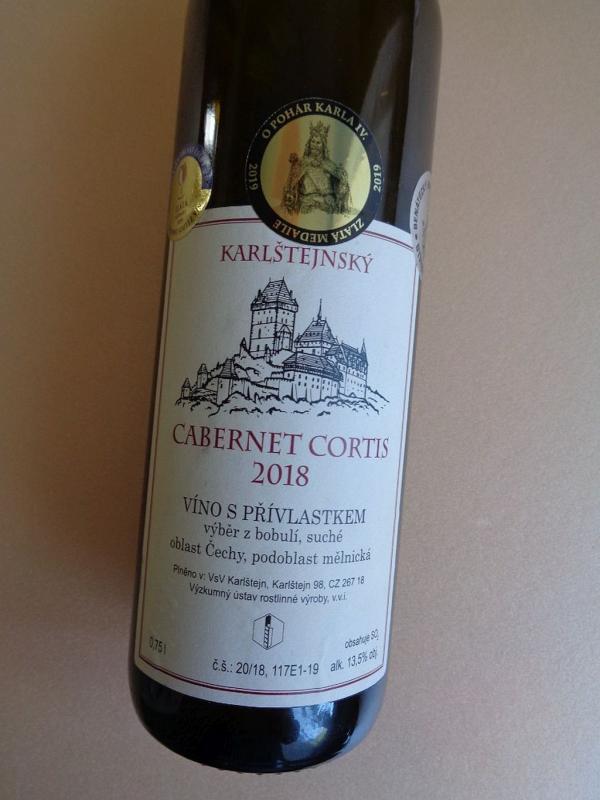 O POHÁR KARLA IV.
2019
2019
ZLATÁ MEDAILE
KARLŠTEJNSKÝ
CABERNET CORTIS
2018
VÍNO S PŘÍVLASTKEM
výběr z bobulí, suché
oblast Čechy, podoblast mělnická
Plněno v: VsV Karlštejn, Karlštejn 98, CZ 267 18
Výzkumný ústav rostlinné výroby, v.v.i.
0,75 l
obsahuje SO₂
č.š.: 20/18, 117E1-19
alk. 13,5% obj.